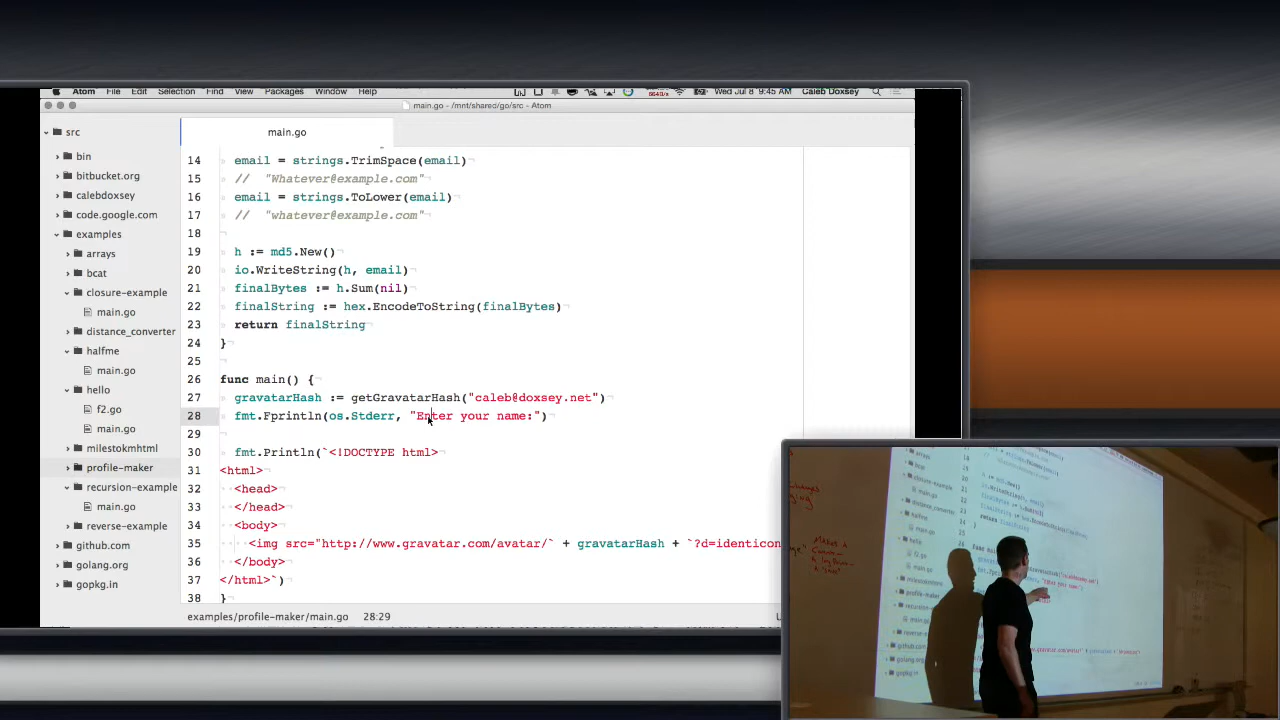 Atom File Edit Selection Find View Packages Window Help
Wed Jul 8 9:45 AM Caleb Doxsey
main.go - /mnt/shared/go/src - Atom
src
bin
bitbucket.org
calebdoxsey
code.google.com
examples
arrays
bcat
closure-example
main.go
distance_converter
halfme
main.go
hello
f2.go
main.go
milestokmhtml
profile-maker
recursion-example
main.go
reverse-example
github.com
golang.org
gopkg.in
main.go
14 email = strings.TrimSpace(email)
15 // "Whatever@example.com"
16 email = strings.ToLower(email)
17 // "whatever@example.com"
18
19 h := md5.New()
20 io.WriteString(h, email)
21 finalBytes := h.Sum(nil)
22 finalString := hex.EncodeToString(finalBytes)
23 return finalString
24 }
25
26 func main() {
27 gravatarHash := getGravatarHash("caleb@doxsey.net")
28 fmt.Fprintln(os.Stderr, "Enter your name:")
29
30 fmt.Println(`<!DOCTYPE html>
31 <html>
32 <head>
33 </head>
34 <body>
35 <img src="http://www.gravatar.com/avatar/` + gravatarHash + `?d=identicon
36 </body>
37 </html>`)
38 }
examples/profile-maker/main.go 28:29